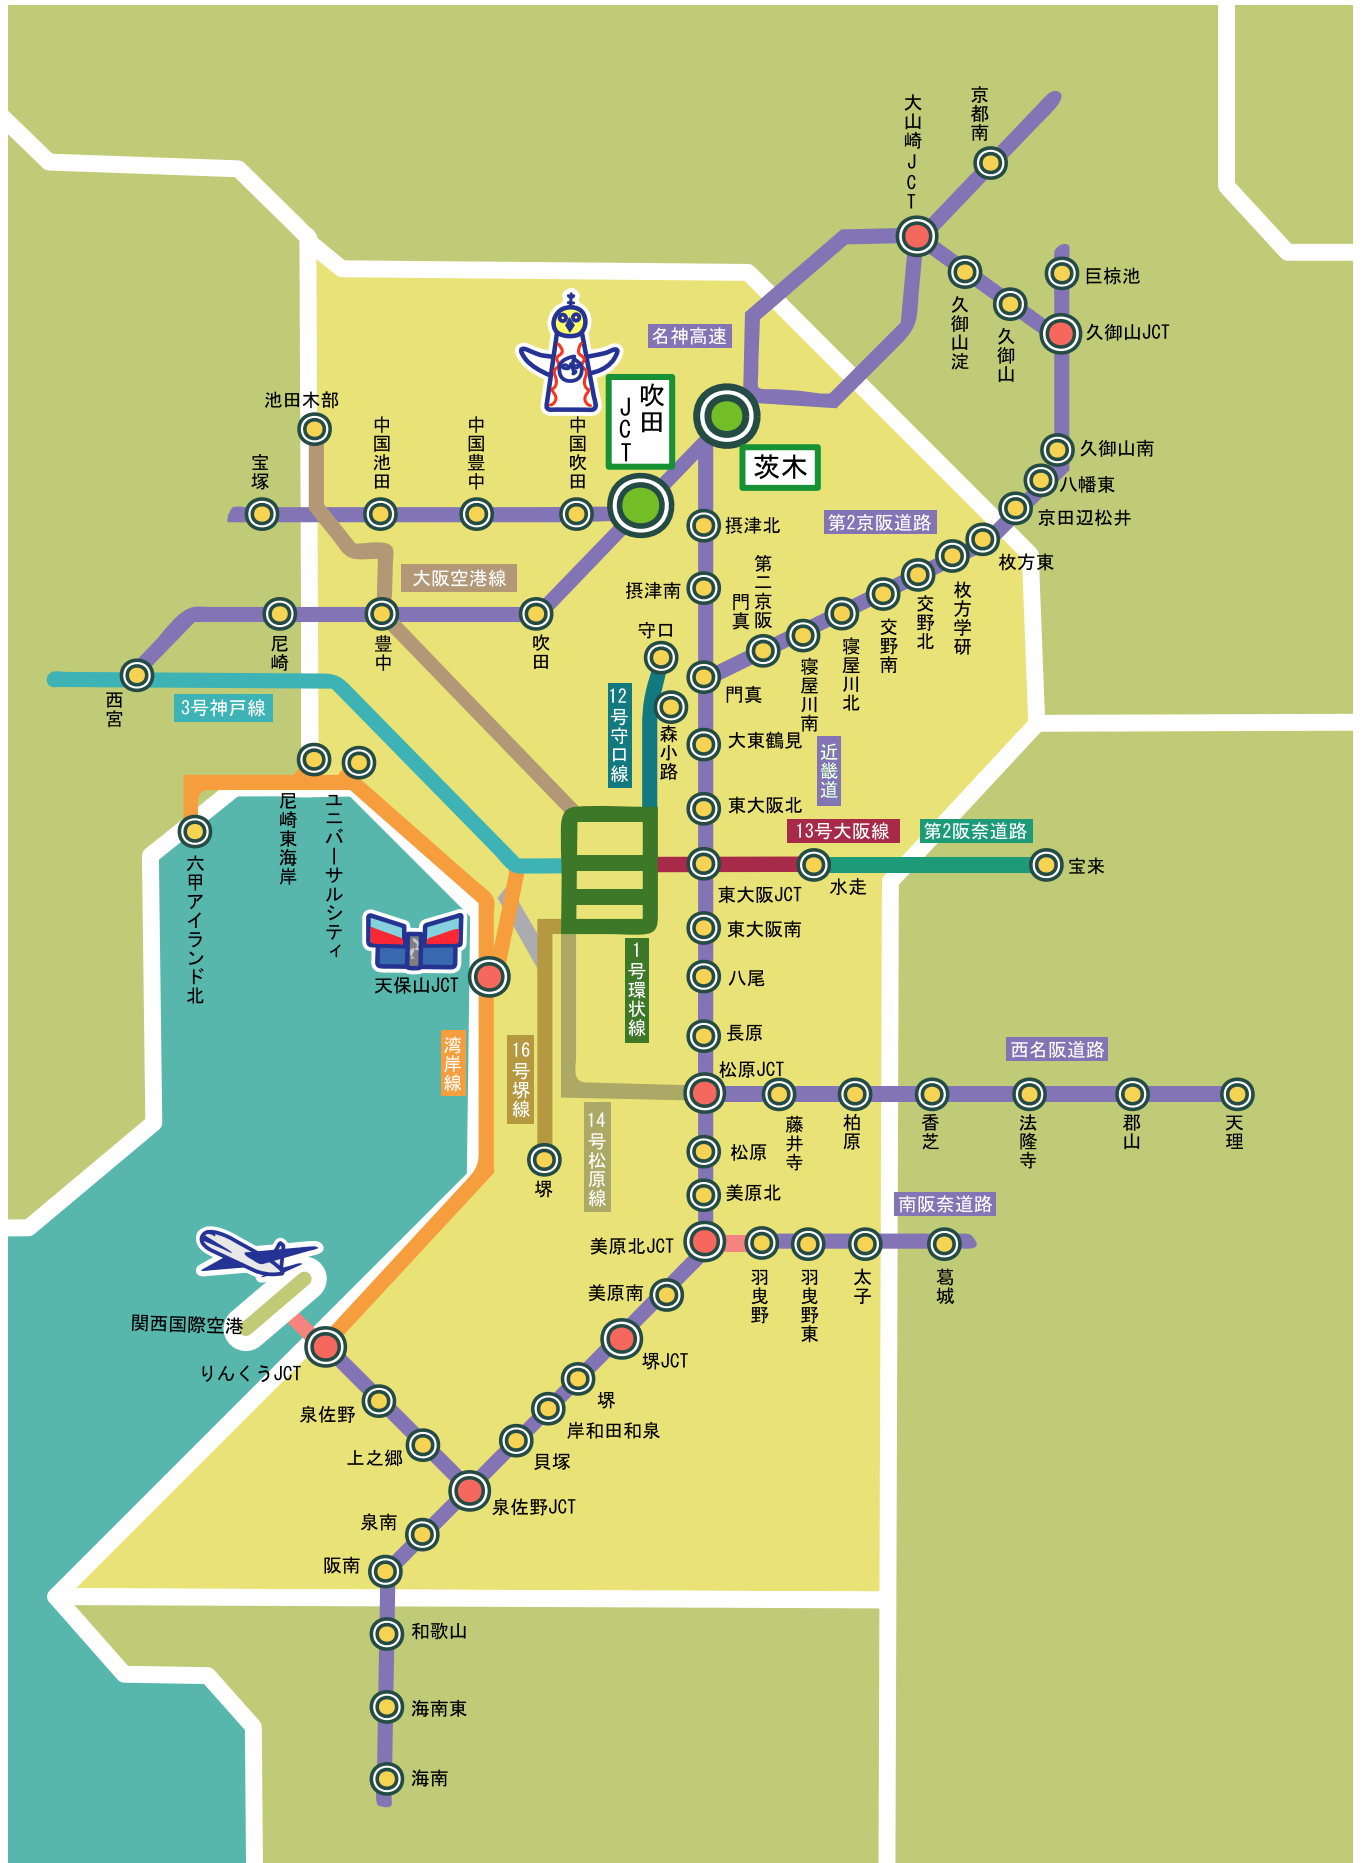 京都南
大山崎JCT
巨椋池
久御山淀
久御山
久御山JCT
名神高速
吹田
JCT
茨木
池田木部
宝塚
中国池田
中国豊中
中国吹田
久御山南
八幡東
京田辺松井
枚方東
第2京阪道路
摂津北
大阪空港線
摂津南
第二京阪
門真
枚方学研
交野北
交野南
寝屋川北
寝屋川南
守口
尼崎
豊中
吹田
門真
西宮
3号神戸線
12号守口線
森小路
大東鶴見
近畿道
尼崎東海岸
ユニバーサルシティ
東大阪北
13号大阪線
第2阪奈道路
六甲アイランド北
宝来
水走
東大阪JCT
東大阪南
1号環状線
天保山JCT
八尾
湾岸線
16号堺線
長原
西名阪道路
松原JCT
14号松原線
藤井寺
柏原
香芝
法隆寺
郡山
天理
堺
松原
美原北
南阪奈道路
美原北JCT
羽曳野
羽曳野東
太子
葛城
美原南
関西国際空港
りんくうJCT
堺JCT
堺
泉佐野
岸和田和泉
上之郷
貝塚
泉佐野JCT
泉南
阪南
和歌山
海南東
海南